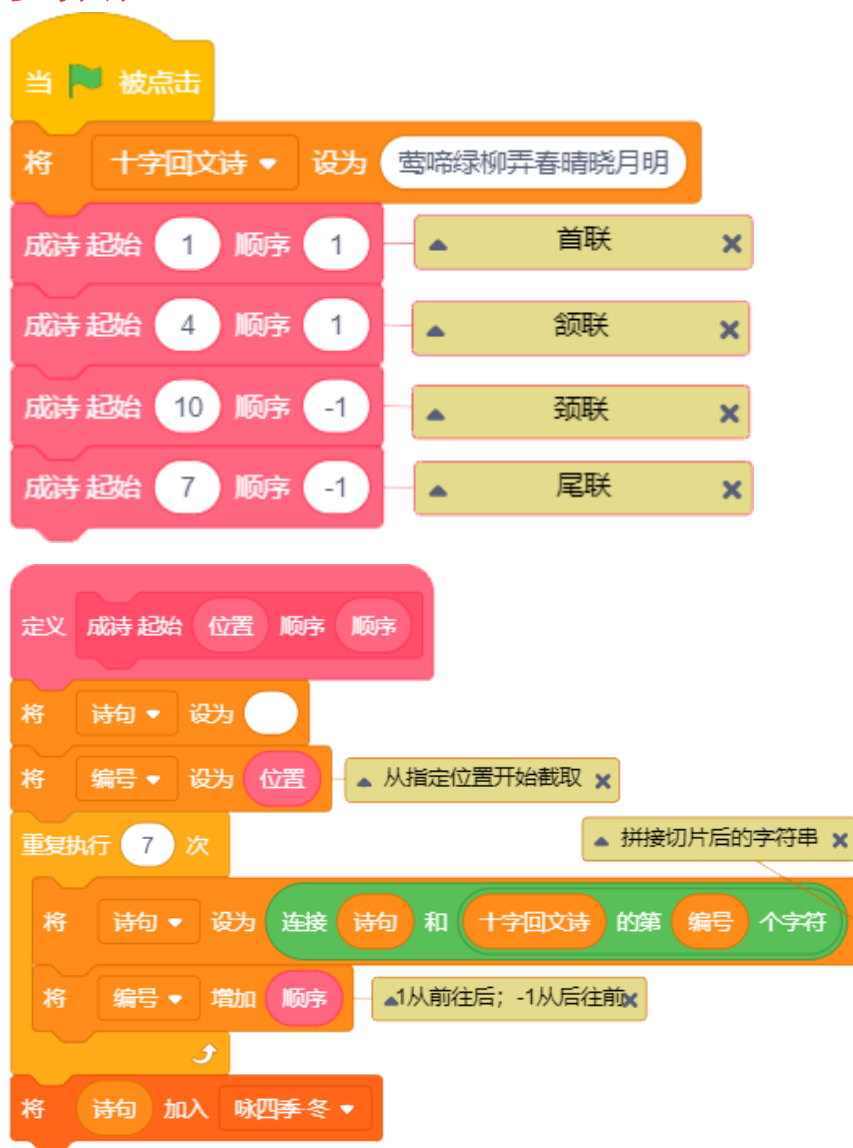 当 被点击
将 十字回文诗 设为 莺啼绿柳弄春晴晓月明
成诗 起始 1 顺序 1 首联
成诗 起始 4 顺序 1 颔联
成诗 起始 10 顺序 -1 颈联
成诗 起始 7 顺序 -1 尾联
定义 成诗 起始 位置 顺序 顺序
将 诗句 设为
将 编号 设为 位置 从指定位置开始截取
重复执行 7 次 拼接切片后的字符串
将 诗句 设为 连接 诗句 和 十字回文诗 的第 编号 个字符
将 编号 增加 顺序 1从前往后；-1从后往前
将 诗句 加入 咏四季·冬